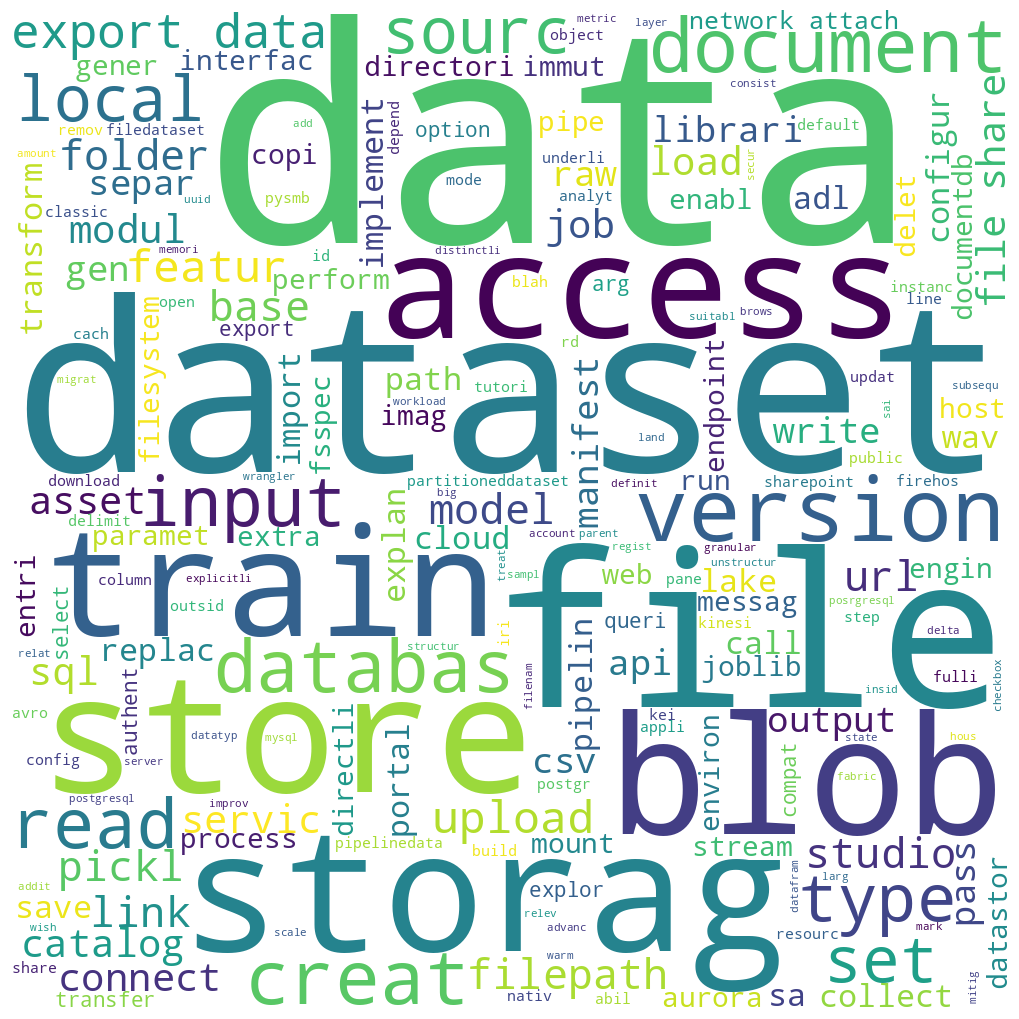 metric
layer
export data
sourc
network attach
object
document
gener
interfac
directori
immut
data
consist
local
remov
filedataset
add
depend
option
pipe
librari
default
amount
folder
copi
implement
underli
load
secur
configur
file share
separ
uuid
pysmb
mode
raw
analyt
enabl
adl
delet
documentdb
transform
classic
modul
job
memori
distinctli
gen
featur
perform
id
access
blah
arg
instanc
open
base
line
filesystem
cach
export
import
suitabl
brows
dataset
rd
migrat
fsspec
path
tutori
workload
imag
manifest
endpoint
updat
subsequ
sai
host
land
write
wav
public
download
wrangler
partitioneddataset
definit
sharepoint
firehos
asset
input
big
model
run
version
delimit
paramet
extra
explan
cloud
account
parent
train
treat
regist
granular
unstructur
file
entri
select
column
explicitli
sampl
web
pane
lake
url
engin
outsid
messag
posrgresql
queri
kinesi
step
relat
replac
databas
structur
iri
pipelin
api
joblib
call
delta
sql
filenam
fulli
insid
checkbox
store
avro
authent
datatyp
mysql
directli
portal
kei
appli
output
blob
state
hous
config
server
csv
environ
compat
fabric
postgr
postgresql
improv
read
servic
upload
process
pipelinedata
build
mount
stream
studio
pickl
storag
explor
datafram
larg
type
pass
datastor
addit
save
link
relev
wish
scale
advanc
resourc
mark
catalog
set
share
connect
creat
warm
filepath
mitig
transfer
nativ
abil
aurora
sa
collect